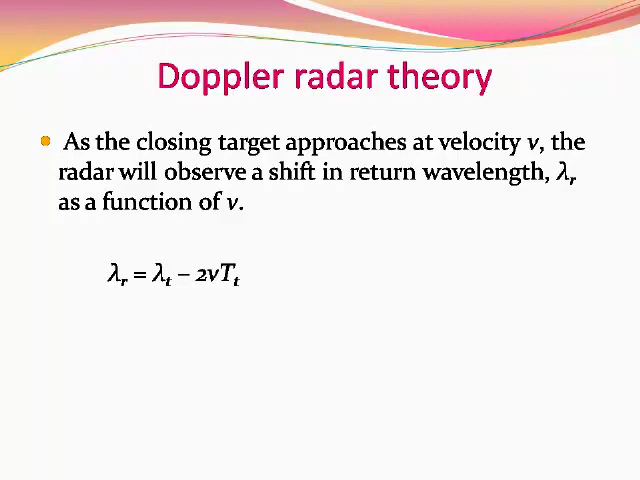 Doppler radar theory
As the closing target approaches at velocity v, the
radar will observe a shift in return wavelength, λr
as a function of v.
λr = λt – 2vTt